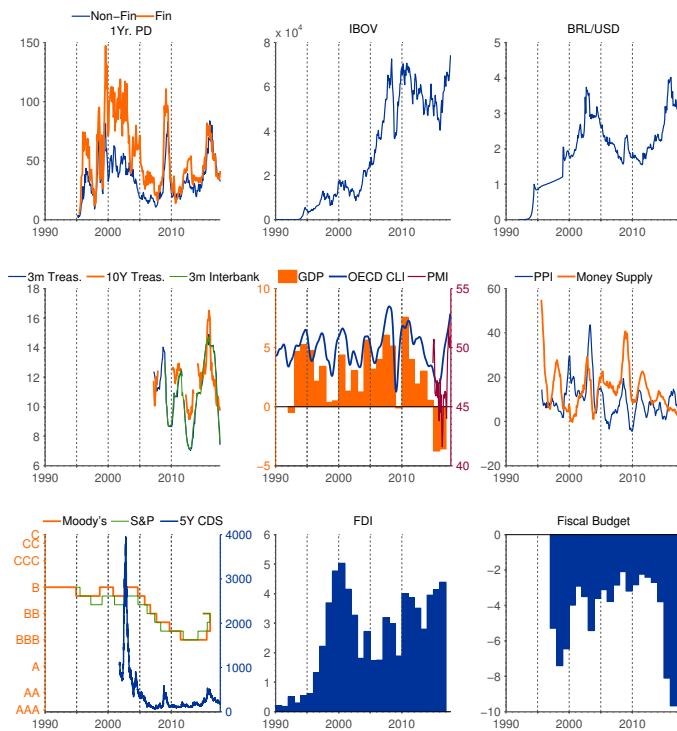 Non−Fin Fin
1Yr. PD
150
100
50
0
1990 2000 2010
IBOV
x 10^4
8
6
4
2
0
1990 2000 2010
BRL/USD
5
4
3
2
1
0
1990 2000 2010
3m Treas. 10Y Treas. 3m Interbank
18
16
14
12
10
8
6
1990 2000 2010
GDP OECD CLI PMI
10 55
5 50
0 45
−5 40
1990 2000 2010
PPI Money Supply
60
40
20
0
−20
1990 2000 2010
Moody's S&P 5Y CDS
C 4000
CC
CCC
3000
B
BB 2000
BBB
1000
A
AA
AAA 0
1990 2000 2010
FDI
6
5
4
3
2
1
0
1990 2000 2010
Fiscal Budget
0
−2
−4
−6
−8
−10
1990 2000 2010